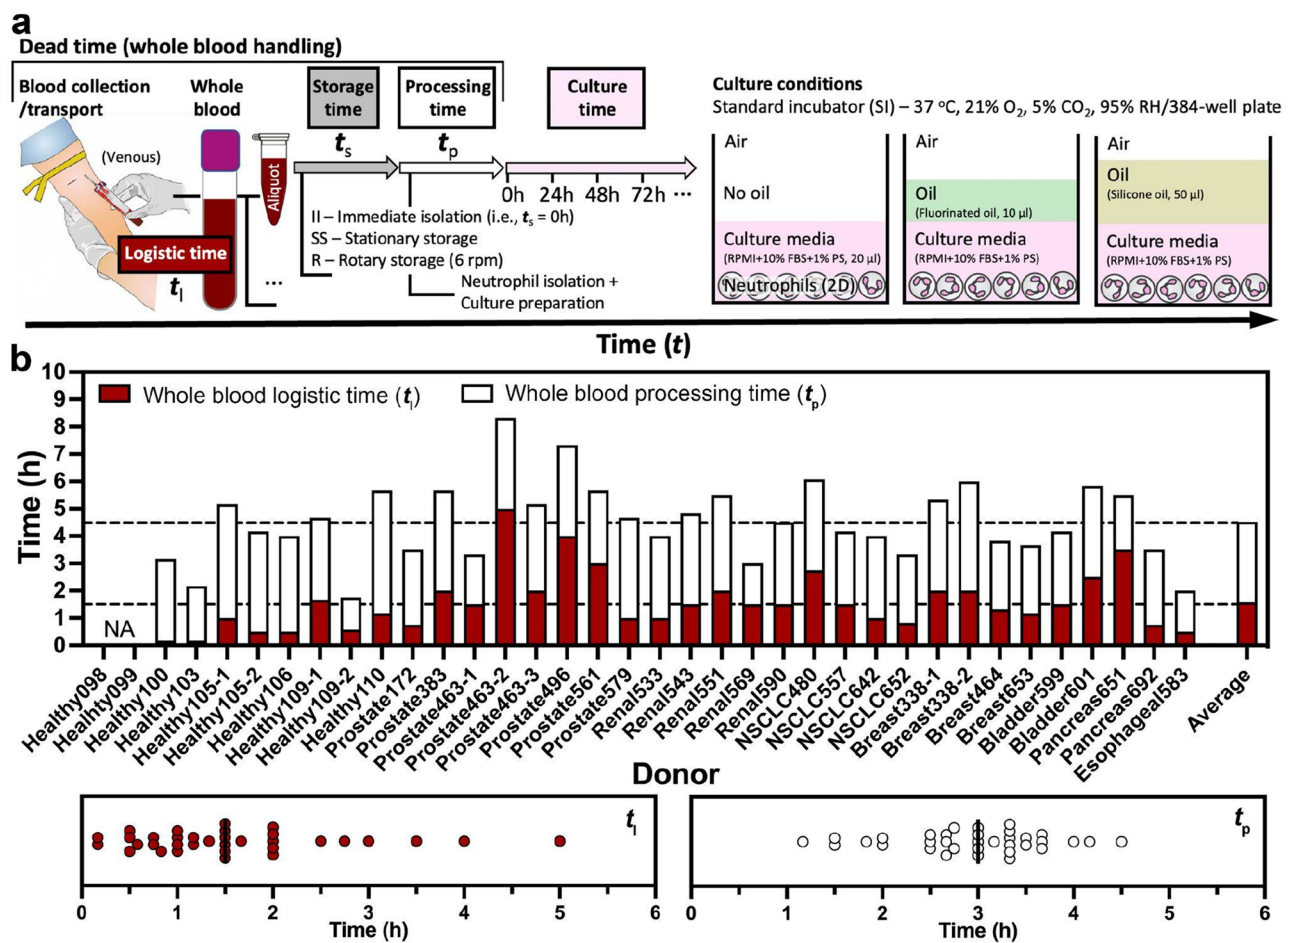 a
Dead time (whole blood handling)
Blood collection
/transport
Whole
blood
Storage
time
Processing
time
Culture
time
(Venous)
Aliquot
ts
tp
0h 24h 48h 72h ...
Logistic time
tl
...
II – Immediate isolation (i.e., ts = 0h)
SS – Stationary storage
R – Rotary storage (6 rpm)
Neutrophil isolation +
Culture preparation
Culture conditions
Standard incubator (SI) – 37 °C, 21% O2, 5% CO2, 95% RH/384-well plate
Air
No oil
Culture media
(RPMI+10% FBS+1% PS, 20 µl)
Neutrophils (2D)
Air
Oil
(Fluorinated oil, 10 µl)
Culture media
(RPMI+10% FBS+1% PS)
Air
Oil
(Silicone oil, 50 µl)
Culture media
(RPMI+10% FBS+1% PS)
Time (t)
b
Time (h)
10
9
8
7
6
5
4
3
2
1
0
Whole blood logistic time (tl)
Whole blood processing time (tp)
NA
Healthy098
Healthy099
Healthy100
Healthy103
Healthy105-1
Healthy105-2
Healthy106
Healthy109-1
Healthy109-2
Healthy110
Prostate172
Prostate383
Prostate463-1
Prostate463-2
Prostate463-3
Prostate496
Prostate561
Prostate579
Renal533
Renal543
Renal551
Renal569
Renal590
NSCLC480
NSCLC557
NSCLC642
NSCLC652
Breast338-1
Breast338-2
Breast464
Breast653
Bladder599
Bladder601
Pancreas651
Pancreas692
Esophageal583
Average
Donor
tl
0 1 2 3 4 5 6
Time (h)
tp
0 1 2 3 4 5 6
Time (h)